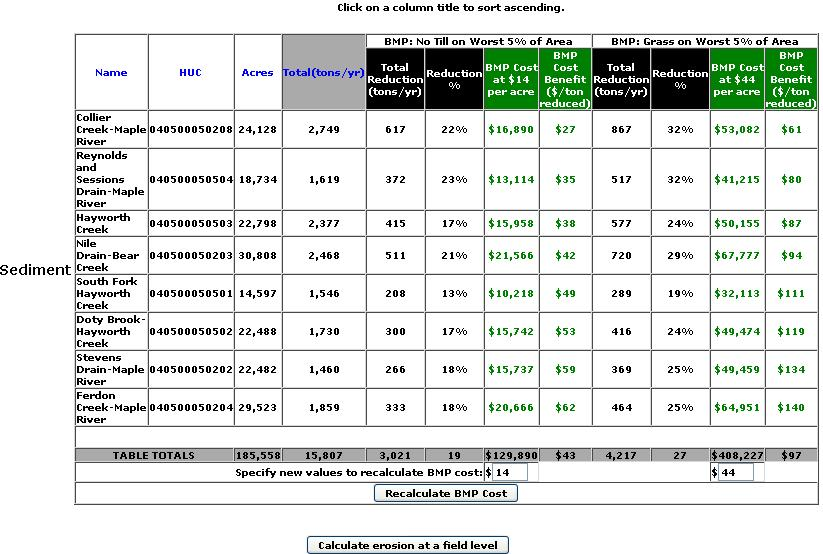 Click on a column title to sort ascending.
BMP: No Till on Worst 5% of Area BMP: Grass on Worst 5% of Area
Name HUC Acres Total(tons/yr) Total Reduction (tons/yr) Reduction % BMP Cost at $14 per acre BMP Cost Benefit ($/ton reduced) Total Reduction (tons/yr) Reduction % BMP Cost at $44 per acre BMP Cost Benefit ($/ton reduced)
Sediment
Collier Creek-Maple River 040500050208 24,128 2,749 617 22% $16,890 $27 867 32% $53,082 $61
Reynolds and Sessions Drain-Maple River 040500050504 18,734 1,619 372 23% $13,114 $35 517 32% $41,215 $80
Hayworth Creek 040500050503 22,798 2,377 415 17% $15,958 $38 577 24% $50,155 $87
Nile Drain-Bear Creek 040500050203 30,808 2,468 511 21% $21,566 $42 720 29% $67,777 $94
South Fork Hayworth Creek 040500050501 14,597 1,546 208 13% $10,218 $49 289 19% $32,113 $111
Doty Brook-Hayworth Creek 040500050502 22,488 1,730 300 17% $15,742 $53 416 24% $49,474 $119
Stevens Drain-Maple River 040500050202 22,482 1,460 266 18% $15,737 $59 369 25% $49,459 $134
Ferdon Creek-Maple River 040500050204 29,523 1,859 333 18% $20,666 $62 464 25% $64,951 $140
TABLE TOTALS 185,558 15,807 3,021 19 $129,890 $43 4,217 27 $408,227 $97
Specify new values to recalculate BMP cost: $ 14 $ 44
Recalculate BMP Cost
Calculate erosion at a field level